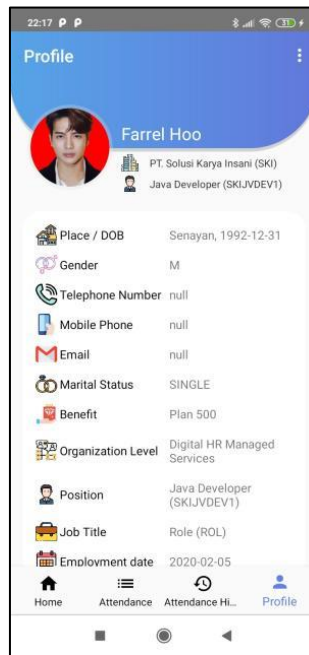 22:17
31
Profile
Farrel Hoo
PT. Solusi Karya Insani (SKI)
Java Developer (SKIJVDEV1)
Place / DOB Senayan, 1992-12-31
Gender M
Telephone Number null
Mobile Phone null
Email null
Marital Status SINGLE
Benefit Plan 500
Organization Level Digital HR Managed
Services
Position Java Developer
(SKIJVDEV1)
Job Title Role (ROL)
Employment date 2020-02-05
Home Attendance Attendance Hi... Profile